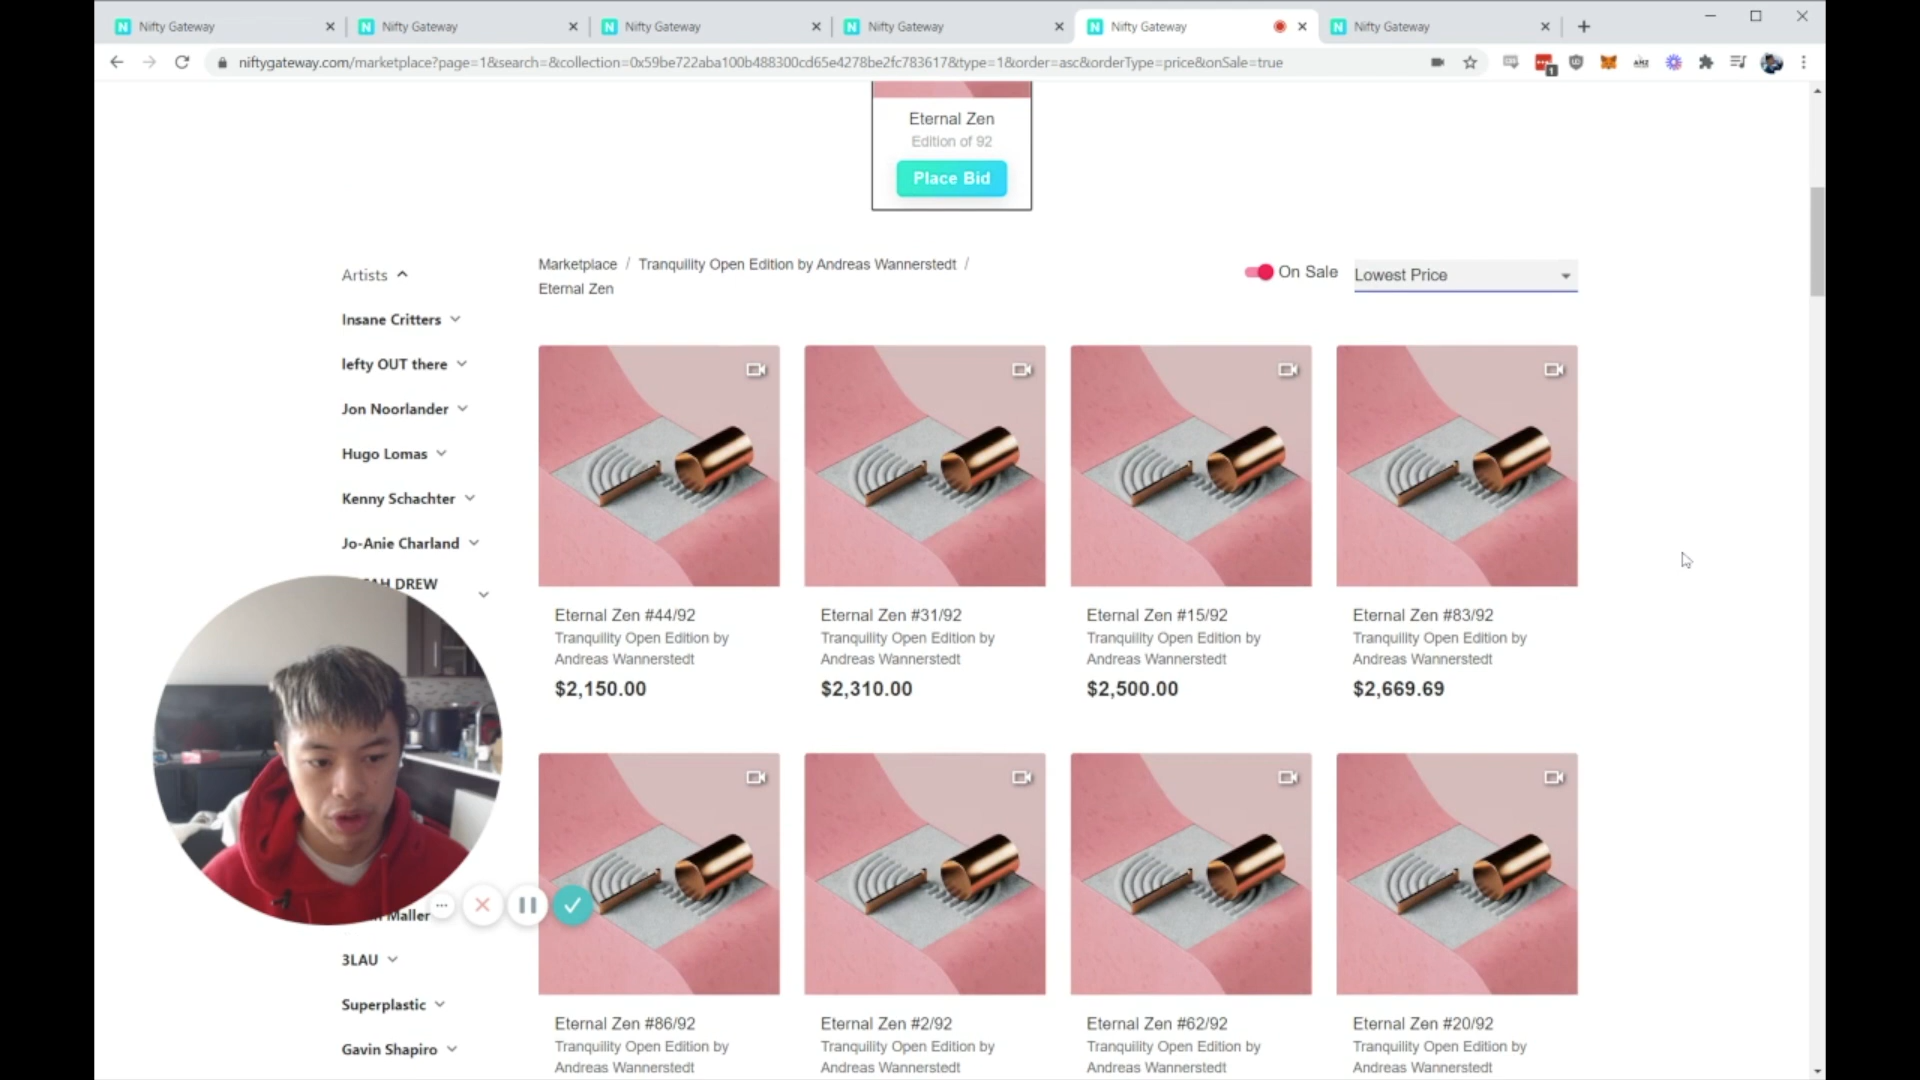 Nifty Gateway
Nifty Gateway
Nifty Gateway
Nifty Gateway
Nifty Gateway
Nifty Gateway
niftygateway.com/marketplace?page=1&search=&collection=0x59be722aba100b488300cd65e4278be2fc783617&type=1&order=asc&orderType=price&onSale=true
1
Eternal Zen
Edition of 92
Place Bid
Marketplace / Tranquility Open Edition by Andreas Wannerstedt /
Eternal Zen
On Sale
Lowest Price
Artists
Insane Critters
lefty OUT there
Jon Noorlander
Hugo Lomas
Kenny Schachter
Jo-Anie Charland
DREW
Maller
3LAU
Superplastic
Gavin Shapiro
Eternal Zen #44/92
Tranquility Open Edition by
Andreas Wannerstedt
$2,150.00
Eternal Zen #31/92
Tranquility Open Edition by
Andreas Wannerstedt
$2,310.00
Eternal Zen #15/92
Tranquility Open Edition by
Andreas Wannerstedt
$2,500.00
Eternal Zen #83/92
Tranquility Open Edition by
Andreas Wannerstedt
$2,669.69
Eternal Zen #86/92
Tranquility Open Edition by
Andreas Wannerstedt
Eternal Zen #2/92
Tranquility Open Edition by
Andreas Wannerstedt
Eternal Zen #62/92
Tranquility Open Edition by
Andreas Wannerstedt
Eternal Zen #20/92
Tranquility Open Edition by
Andreas Wannerstedt